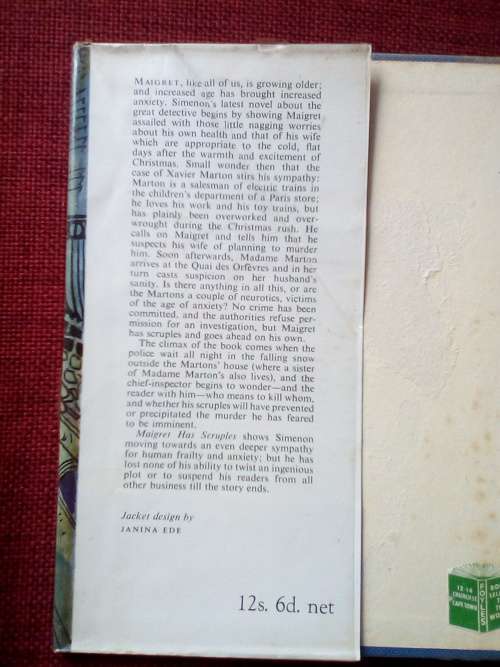 MAIGRET, like all of us, is growing older;
and increased age has brought increased
anxiety. Simenon's latest novel about the
great detective begins by showing Maigret
assailed with those little nagging worries
about his own health and that of his wife
which are appropriate to the cold, flat
days after the warmth and excitement of
Christmas. Small wonder then that the
case of Xavier Marton stirs his sympathy:
Marton is a salesman of electric trains in
the children's department of a Paris store;
he loves his work and his toy trains, but
has plainly been overworked and over-
wrought during the Christmas rush. He
calls on Maigret and tells him that he
suspects his wife of planning to murder
him. Soon afterwards, Madame Marton
arrives at the Quai des Orfèvres and in her
turn casts suspicion on her husband's
sanity. Is there anything in all this, or are
the Martons a couple of neurotics, victims
of the age of anxiety? No crime has been
committed, and the authorities refuse per-
mission for an investigation, but Maigret
has scruples and goes ahead on his own.
The climax of the book comes when the
police wait all night in the falling snow
outside the Martons' house (where a sister
of Madame Marton's also lives), and the
chief-inspector begins to wonder—and the
reader with him—who means to kill whom,
and whether his scruples will have prevented
or precipitated the murder he has feared
to be imminent.
Maigret Has Scruples shows Simenon
moving towards an even deeper sympathy
for human frailty and anxiety; but he has
lost none of his ability to twist an ingenious
plot or to suspend his readers from all
other business till the story ends.
Jacket design by
JANINA EDE
12s. 6d. net
12-14
CHURCH ST
CAPE TOWN
FOYLES